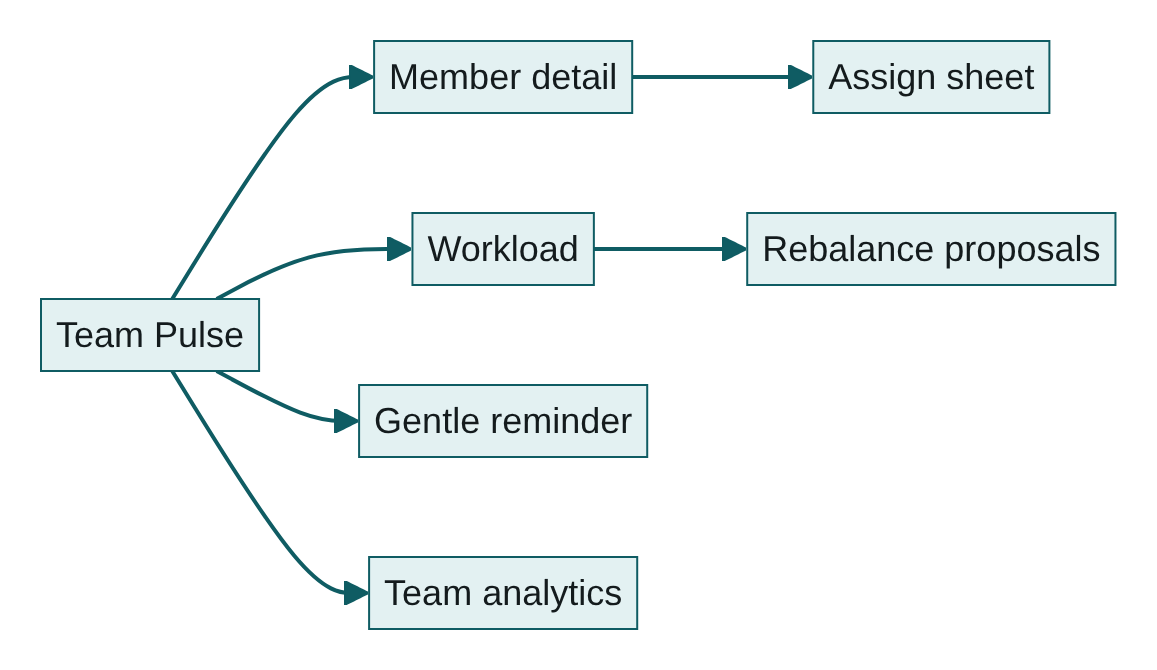 Member detail
Assign sheet
Workload
Rebalance proposals
Team Pulse
Gentle reminder
Team analytics